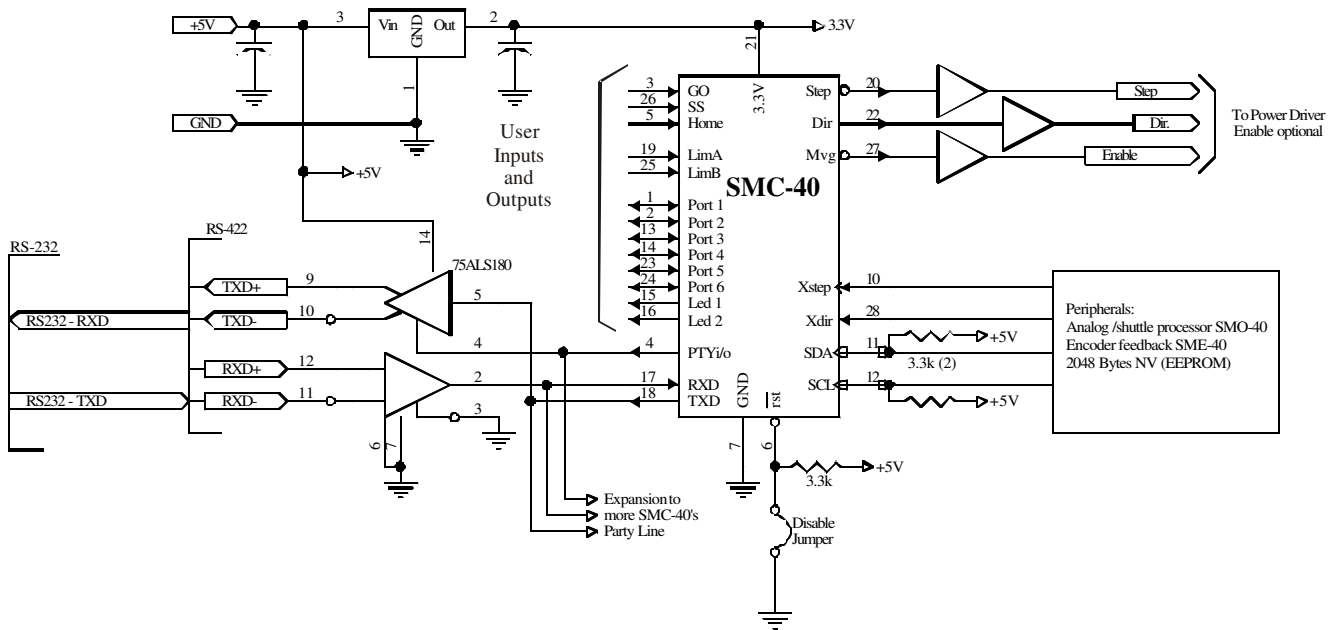 +5V
3
Vin
GND
Out
2
1
3.3V
21
GND
+5V
User
Inputs
and
Outputs
3
GO
26
SS
5
Home
19
LimA
25
LimB
1
Port 1
2
Port 2
13
Port 3
14
Port 4
23
Port 5
24
Port 6
15
Led 1
16
Led 2
4
PTYi/o
17
RXD
18
TXD
3.3V
SMC-40
Step
20
Dir
22
Mvg
27
Step
Dir.
Enable
To Power Driver
Enable optional
Xstep
10
Xdir
28
SDA
11
SCL
12
+5V
3.3k (2)
+5V
Peripherals:
Analog /shuttle processor SMO-40
Encoder feedback SME-40
2048 Bytes NV (EEPROM)
GND
rst
7
6
+5V
3.3k
Disable
Jumper
RS-232
RS-422
14
75ALS180
TXD+
9
5
RS232 - RXD
TXD-
10
4
RXD+
12
2
RS232 - TXD
RXD-
11
3
6
7
Expansion to
more SMC-40's
Party Line